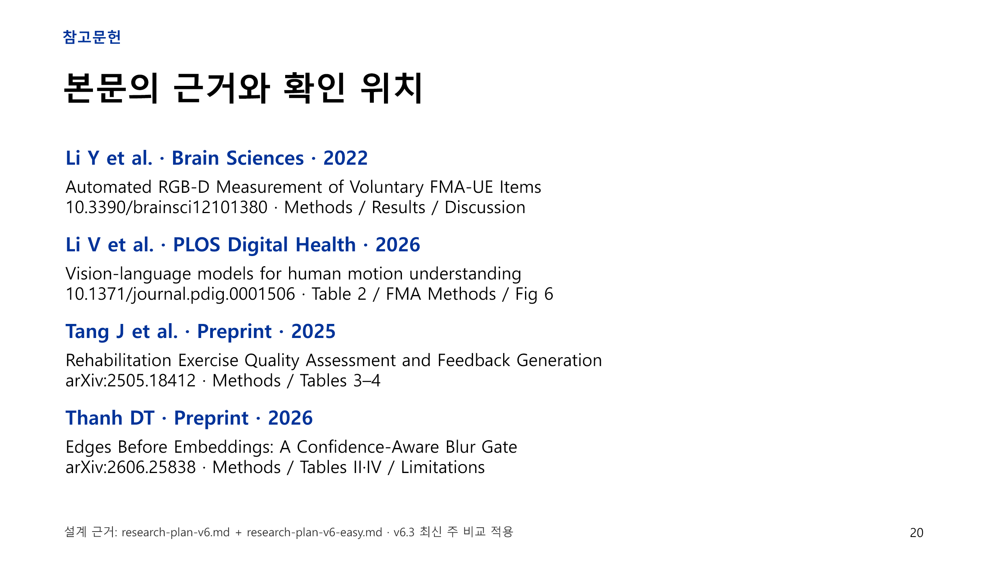 참고문헌
본문의 근거와 확인 위치
Li Y et al. · Brain Sciences · 2022
Automated RGB-D Measurement of Voluntary FMA-UE Items
10.3390/brainsci12101380 · Methods / Results / Discussion
Li V et al. · PLOS Digital Health · 2026
Vision-language models for human motion understanding
10.1371/journal.pdig.0001506 · Table 2 / FMA Methods / Fig 6
Tang J et al. · Preprint · 2025
Rehabilitation Exercise Quality Assessment and Feedback Generation
arXiv:2505.18412 · Methods / Tables 3–4
Thanh DT · Preprint · 2026
Edges Before Embeddings: A Confidence-Aware Blur Gate
arXiv:2606.25838 · Methods / Tables II·IV / Limitations
설계 근거: research-plan-v6.md + research-plan-v6-easy.md · v6.3 최신 주 비교 적용
20